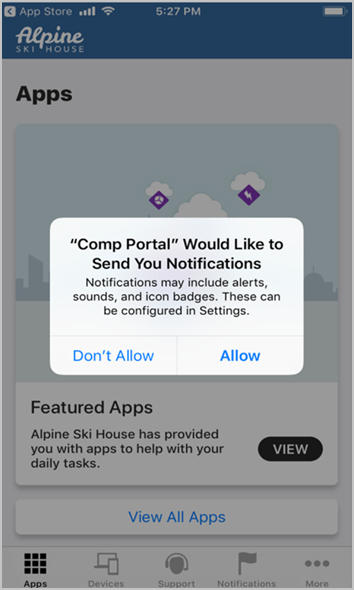 App Store 5:27 PM
Alpine
SKI HOUSE
Apps
“Comp Portal” Would Like to
Send You Notifications
Notifications may include alerts,
sounds, and icon badges. These can
be configured in Settings.
Don’t Allow Allow
Featured Apps
Alpine Ski House has provided
you with apps to help with your
daily tasks.
VIEW
View All Apps
Apps Devices Support Notifications More